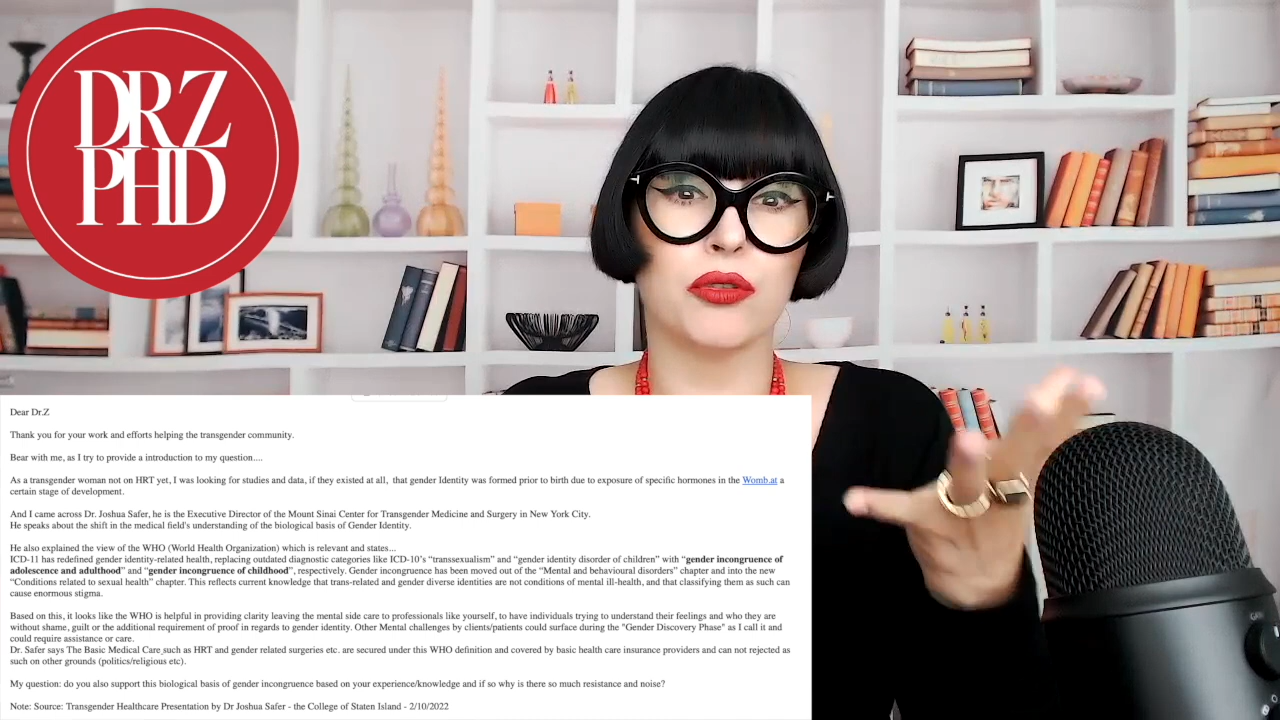 DRZ
PHD
Dear Dr.Z
Thank you for your work and efforts helping the transgender community.
Bear with me, as I try to provide a introduction to my question....
As a transgender woman not on HRT yet, I was looking for studies and data, if they existed at all,  that gender Identity was formed prior to birth due to exposure of specific hormones in the Womb.at a
certain stage of development.
And I came across Dr. Joshua Safer, he is the Executive Director of the Mount Sinai Center for Transgender Medicine and Surgery in New York City.
He speaks about the shift in the medical field's understanding of the biological basis of Gender Identity.
He also explained the view of the WHO (World Health Organization) which is relevant and states...
ICD-11 has redefined gender identity-related health, replacing outdated diagnostic categories like ICD-10's “transsexualism” and “gender identity disorder of children” with “gender incongruence of
adolescence and adulthood” and “gender incongruence of childhood”, respectively. Gender incongruence has been moved out of the “Mental and behavioural disorders” chapter and into the new
“Conditions related to sexual health” chapter. This reflects current knowledge that trans-related and gender diverse identities are not conditions of mental ill-health, and that classifying them as such can
cause enormous stigma.
Based on this, it looks like the WHO is helpful in providing clarity leaving the mental side care to professionals like yourself, to have individuals trying to understand their feelings and who they are
without shame, guilt or the additional requirement of proof in regards to gender identity. Other Mental challenges by clients/patients could surface during the "Gender Discovery Phase" as I call it and
could require assistance or care.
Dr. Safer says The Basic Medical Care such as HRT and gender related surgeries etc. are secured under this WHO definition and covered by basic health care insurance providers and can not rejected as
such on other grounds (politics/religious etc).
My question: do you also support this biological basis of gender incongruence based on your experience/knowledge and if so why is there so much resistance and noise?
Note: Source: Transgender Healthcare Presentation by Dr Joshua Safer - the College of Staten Island - 2/10/2022